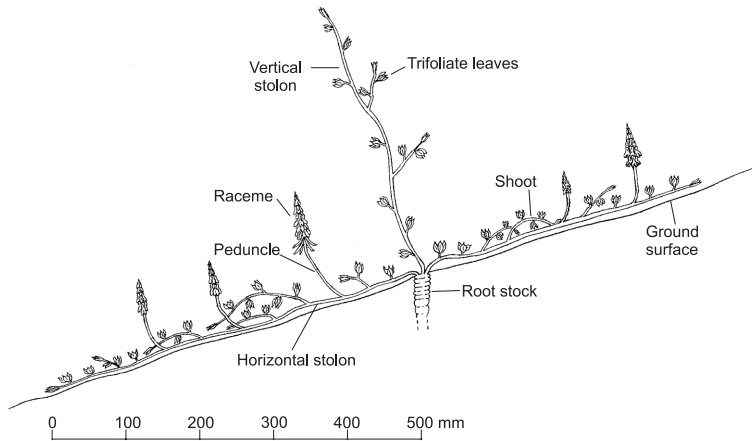 Vertical
stolon
Trifoliate leaves
Raceme
Shoot
Peduncle
Ground
surface
Root stock
Horizontal stolon
0 100 200 300 400 500 mm